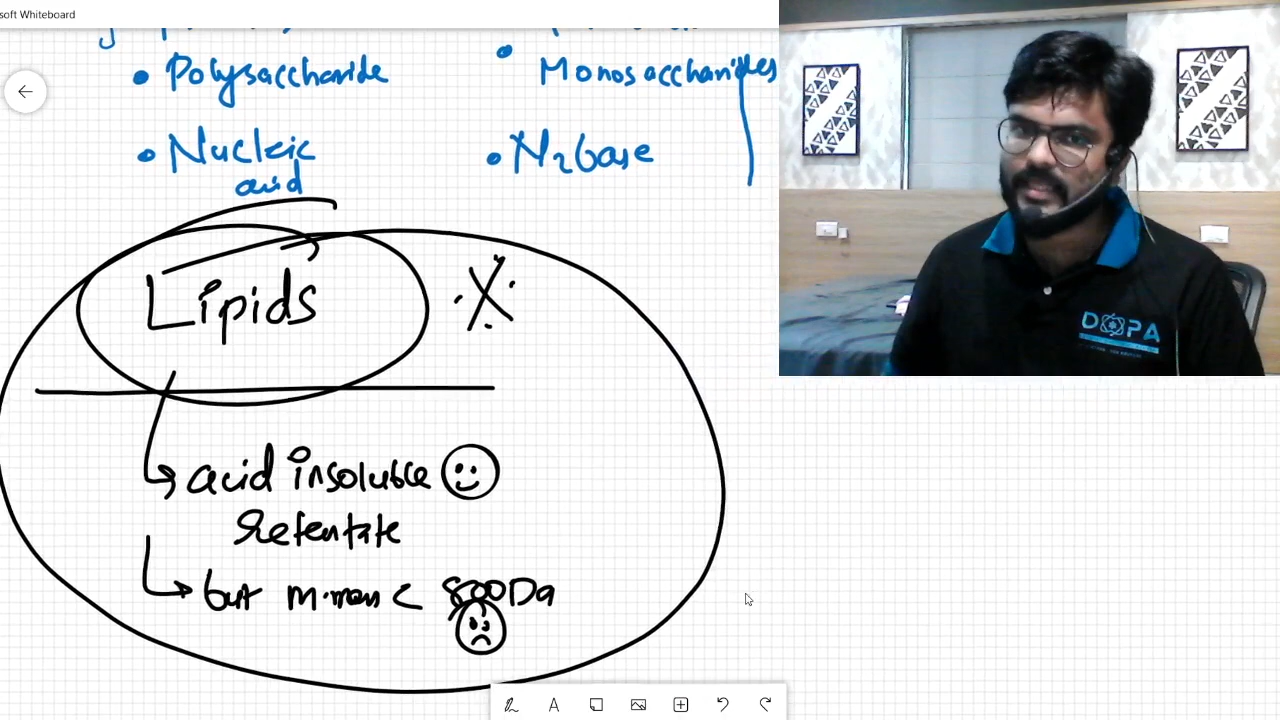 soft Whiteboard
• Polysaccharide
• Monosaccharides
• Nucleic
acid
• N2base
Lipids X
acid insoluble
Retentate
but m.mass < 800Da
DOPA
A